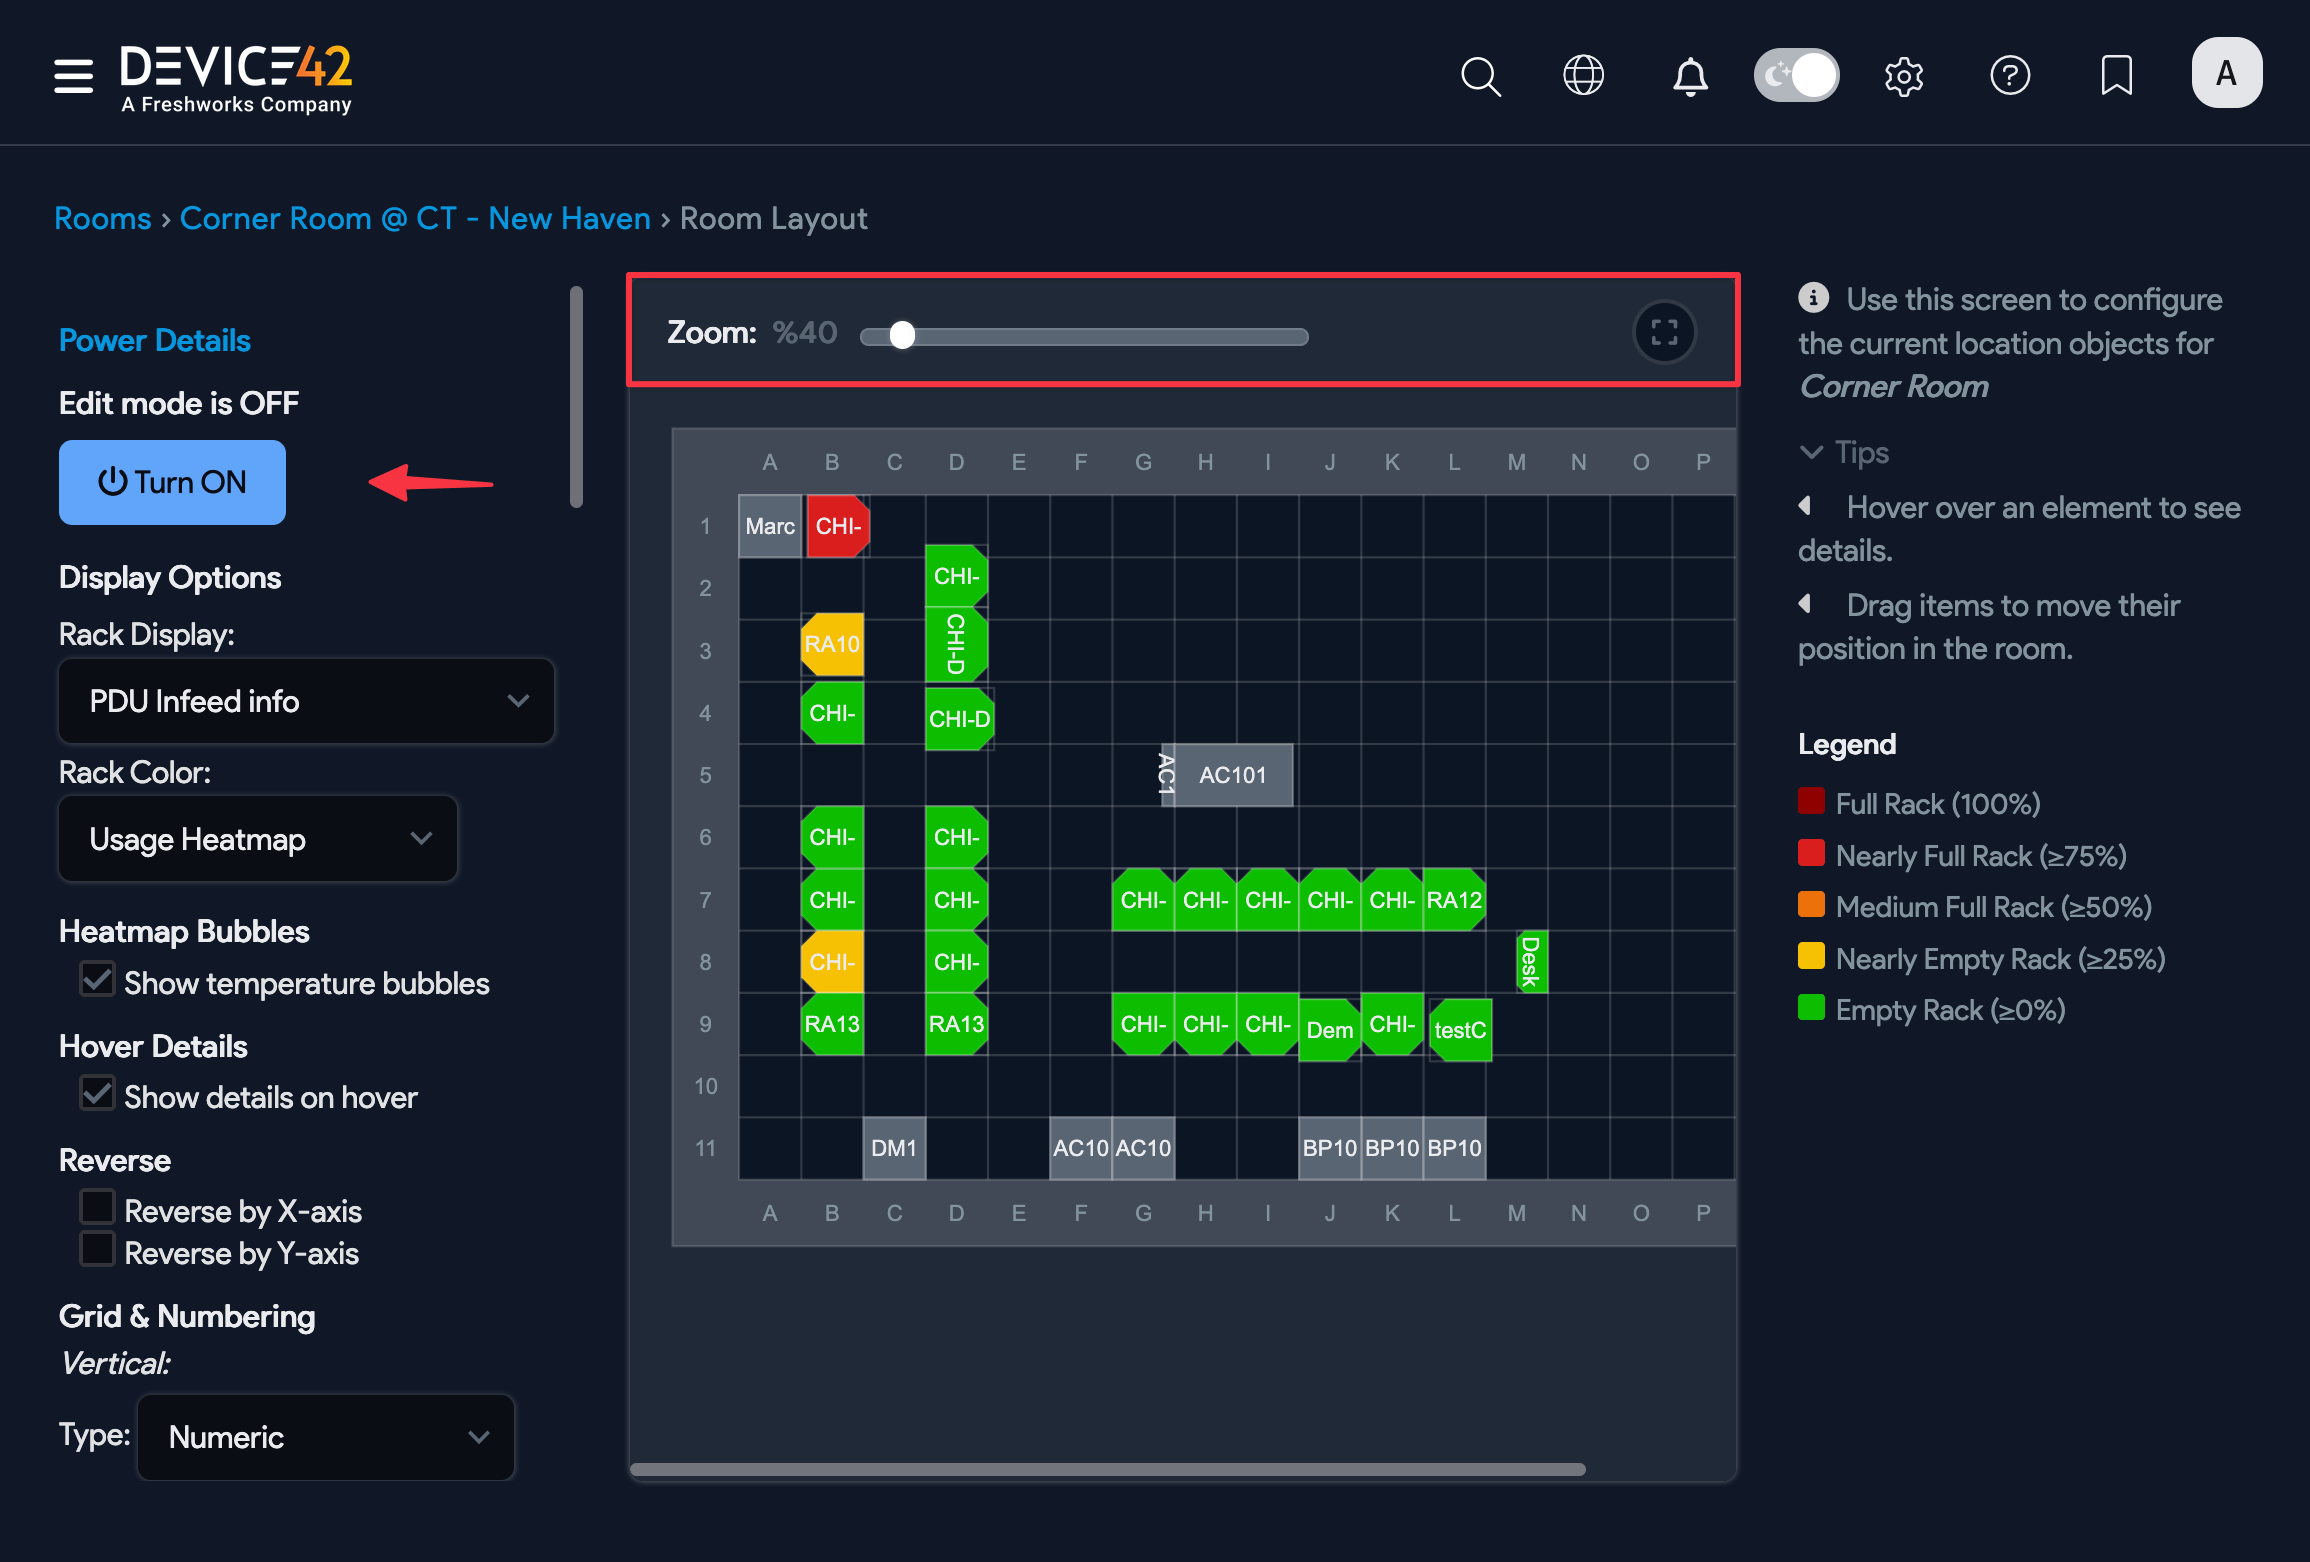 DEVICE42
A Freshworks Company
A
Rooms › Corner Room @ CT - New Haven › Room Layout
Power Details
Edit mode is OFF
Turn ON
Display Options
Rack Display:
PDU Infeed info
Rack Color:
Usage Heatmap
Heatmap Bubbles
Show temperature bubbles
Hover Details
Show details on hover
Reverse
Reverse by X-axis
Reverse by Y-axis
Grid & Numbering
Vertical:
Type: Numeric
Zoom: %40
A B C D E F G H I J K L M N O P
1 Marc CHI-
2 CHI-
3 RA10 CHI-D
4 CHI- CHI-D
5 AC1 AC101
6 CHI- CHI-
7 CHI- CHI- CHI- CHI- CHI- CHI- CHI- RA12
8 CHI- CHI- Desk
9 RA13 RA13 CHI- CHI- CHI- Dem CHI- testC
10
11 DM1 AC10 AC10 BP10 BP10 BP10
A B C D E F G H I J K L M N O P
Use this screen to configure
the current location objects for
Corner Room
Tips
Hover over an element to see
details.
Drag items to move their
position in the room.
Legend
Full Rack (100%)
Nearly Full Rack (≥75%)
Medium Full Rack (≥50%)
Nearly Empty Rack (≥25%)
Empty Rack (≥0%)